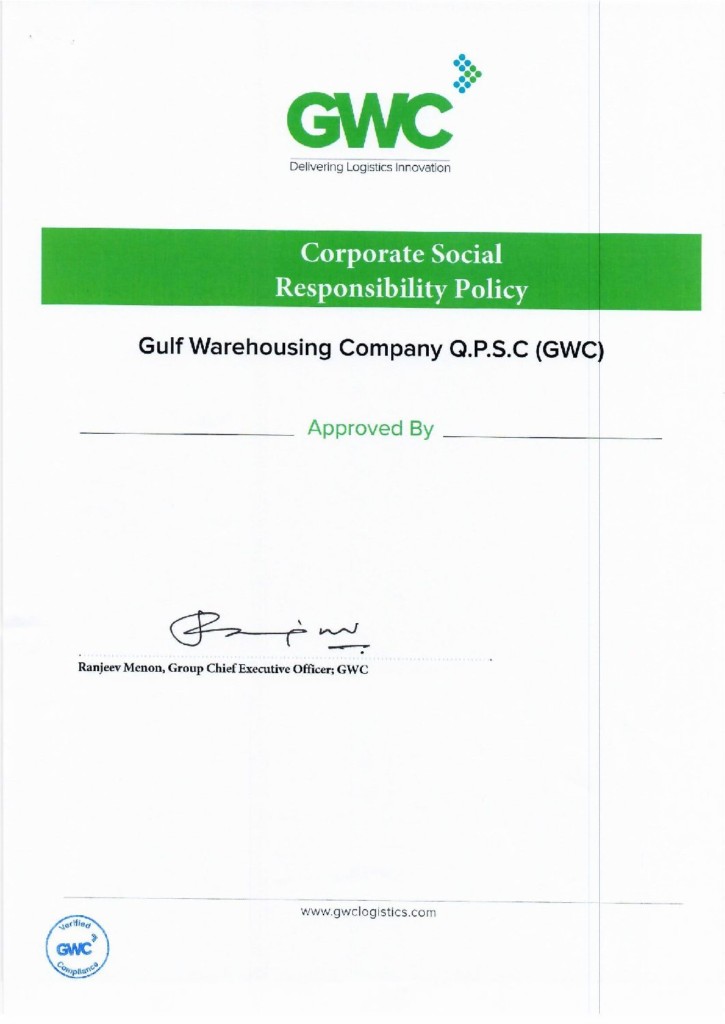 GWC
Delivering Logistics Innovation
Corporate Social
Responsibility Policy
Gulf Warehousing Company Q.P.S.C (GWC)
Approved By
Ranjeev Menon, Group Chief Executive Officer; GWC
www.gwclogistics.com
Verified
GWC
Compliance